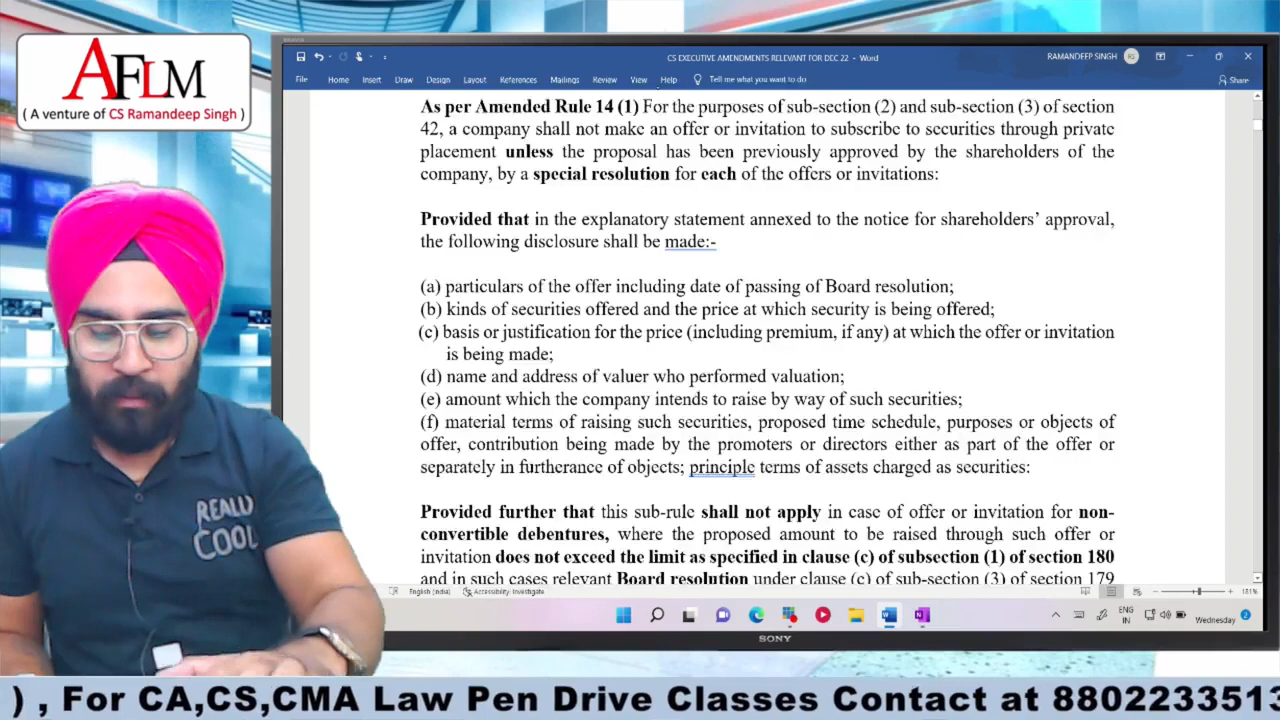 AFLM
( A venture of CS Ramandeep Singh )
CS EXECUTIVE AMENDMENTS RELEVANT FOR DEC 22 - Word
RAMANDEEP SINGH
RS
File Home Insert Draw Design Layout References Mailings Review View Help Tell me what you want to do
Share
As per Amended Rule 14 (1) For the purposes of sub-section (2) and sub-section (3) of section
42, a company shall not make an offer or invitation to subscribe to securities through private
placement unless the proposal has been previously approved by the shareholders of the
company, by a special resolution for each of the offers or invitations:
Provided that in the explanatory statement annexed to the notice for shareholders’ approval,
the following disclosure shall be made:-
(a) particulars of the offer including date of passing of Board resolution;
(b) kinds of securities offered and the price at which security is being offered;
(c) basis or justification for the price (including premium, if any) at which the offer or invitation
is being made;
(d) name and address of valuer who performed valuation;
(e) amount which the company intends to raise by way of such securities;
(f) material terms of raising such securities, proposed time schedule, purposes or objects of
offer, contribution being made by the promoters or directors either as part of the offer or
separately in furtherance of objects; principle terms of assets charged as securities:
Provided further that this sub-rule shall not apply in case of offer or invitation for non-
convertible debentures, where the proposed amount to be raised through such offer or
invitation does not exceed the limit as specified in clause (c) of subsection (1) of section 180
and in such cases relevant Board resolution under clause (c) of sub-section (3) of section 179
English (India) Accessibility: Investigate
181%
ENG
IN
Wednesday
2
SONY
REALLY
COOL
) , For CA,CS,CMA Law Pen Drive Classes Contact at 8802233513